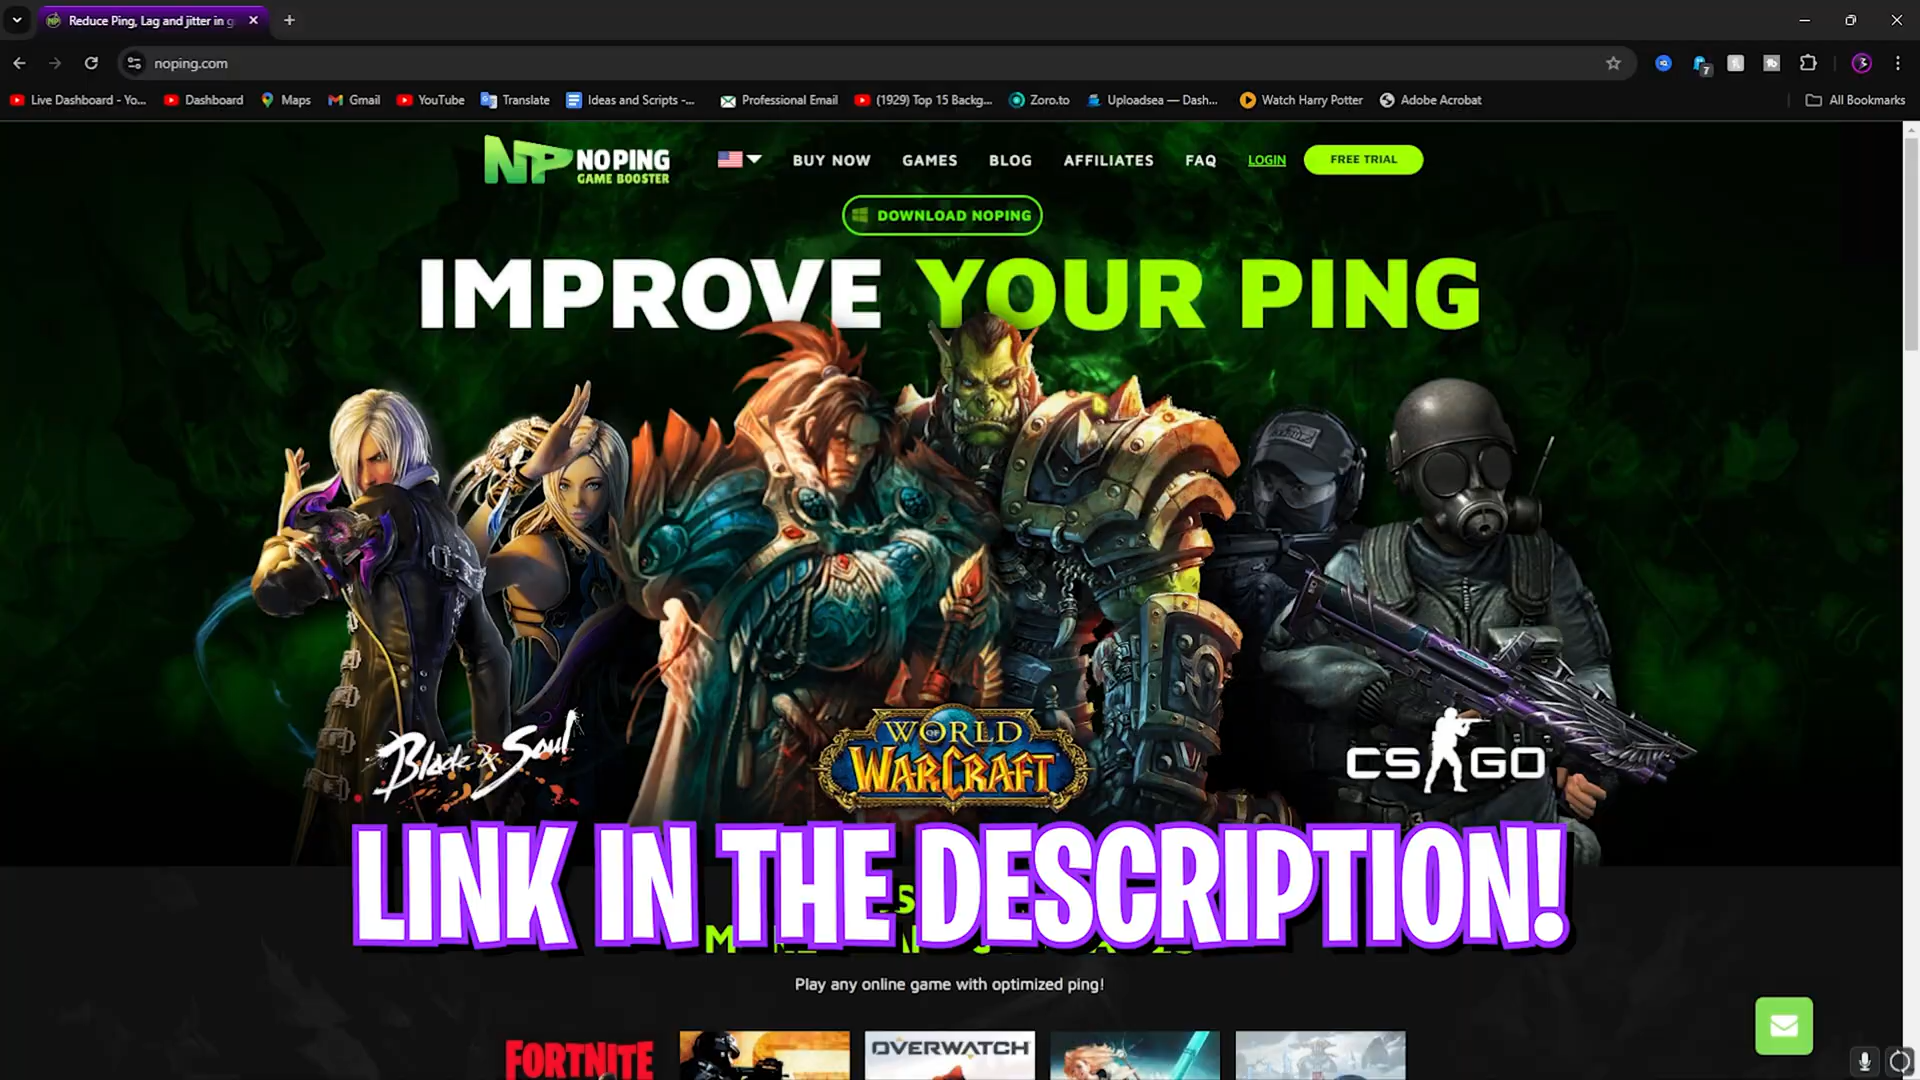 Reduce Ping, Lag and jitter in g
noping.com
7
Live Dashboard - Yo...
Dashboard
Maps
Gmail
YouTube
Translate
Ideas and Scripts -...
Professional Email
(1929) Top 15 Backg...
Zoro.to
Uploadsea — Dash...
Watch Harry Potter
Adobe Acrobat
All Bookmarks
NP NOPING
GAME BOOSTER
BUY NOW
GAMES
BLOG
AFFILIATES
FAQ
LOGIN
FREE TRIAL
DOWNLOAD NOPING
IMPROVE YOUR PING
Blade & Soul
WORLD OF WARCRAFT
CS GO
LINK IN THE DESCRIPTION!
Play any online game with optimized ping!
FORTNITE
OVERWATCH